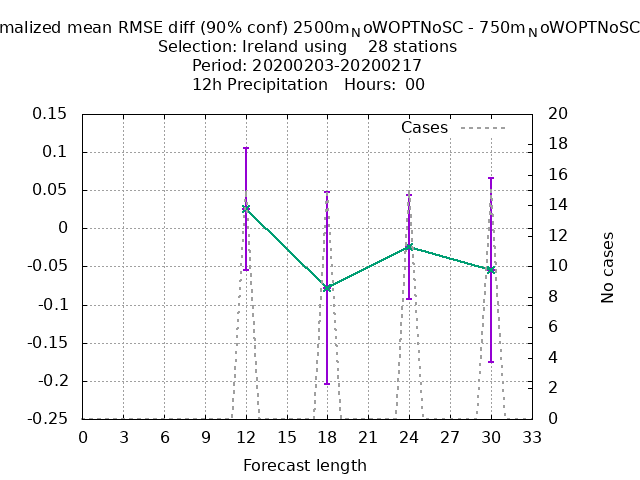 malized mean RMSE diff (90% conf) 2500mNoWOPTNoSC - 750mNoWOPTNoSC
Selection: Ireland using 28 stations
Period: 20200203-20200217
12h Precipitation Hours: 00
0.15
0.1
0.05
0
-0.05
-0.1
-0.15
-0.2
-0.25
Cases
20
18
16
14
12
10
8
6
4
2
0
No cases
0 3 6 9 12 15 18 21 24 27 30 33
Forecast length